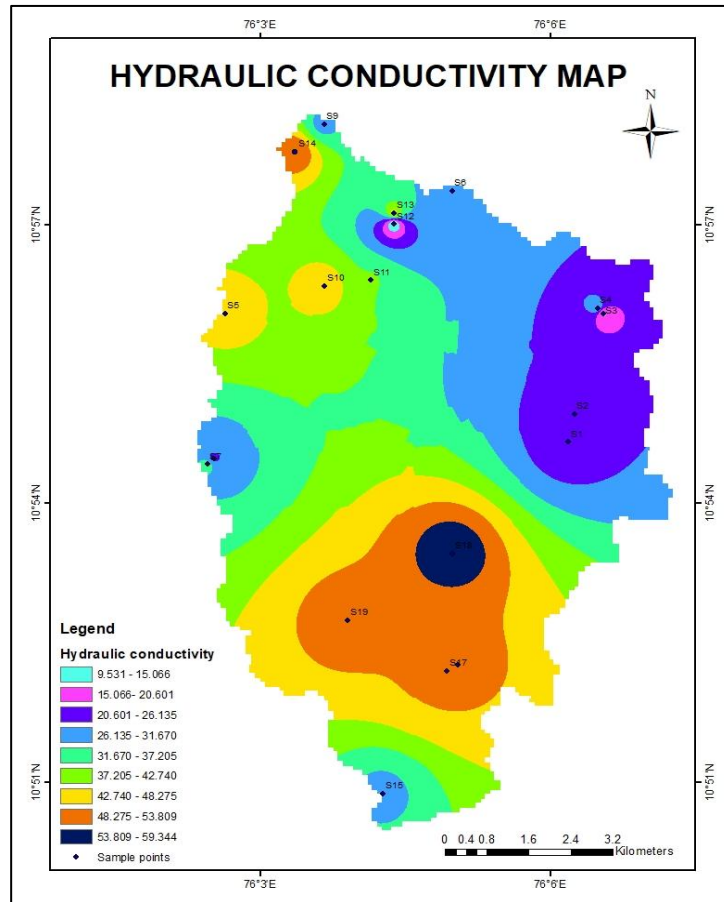 76°3'E 76°6'E
HYDRAULIC CONDUCTIVITY MAP
N
S9
S14
S6
S13
S12
10°57'N 10°57'N
S11
S10
S4
S3
S5
S2
S1
10°54'N 10°54'N
S19
S17
Legend
Hydraulic conductivity
9.531 - 15.066
15.066- 20.601
20.601 - 26.135
26.135 - 31.670
31.670 - 37.205
37.205 - 42.740
42.740 - 48.275
48.275 - 53.809
53.809 - 59.344
Sample points
10°51'N 10°51'N
S15
0 0.4 0.8 1.6 2.4 3.2
Kilometers
76°3'E 76°6'E